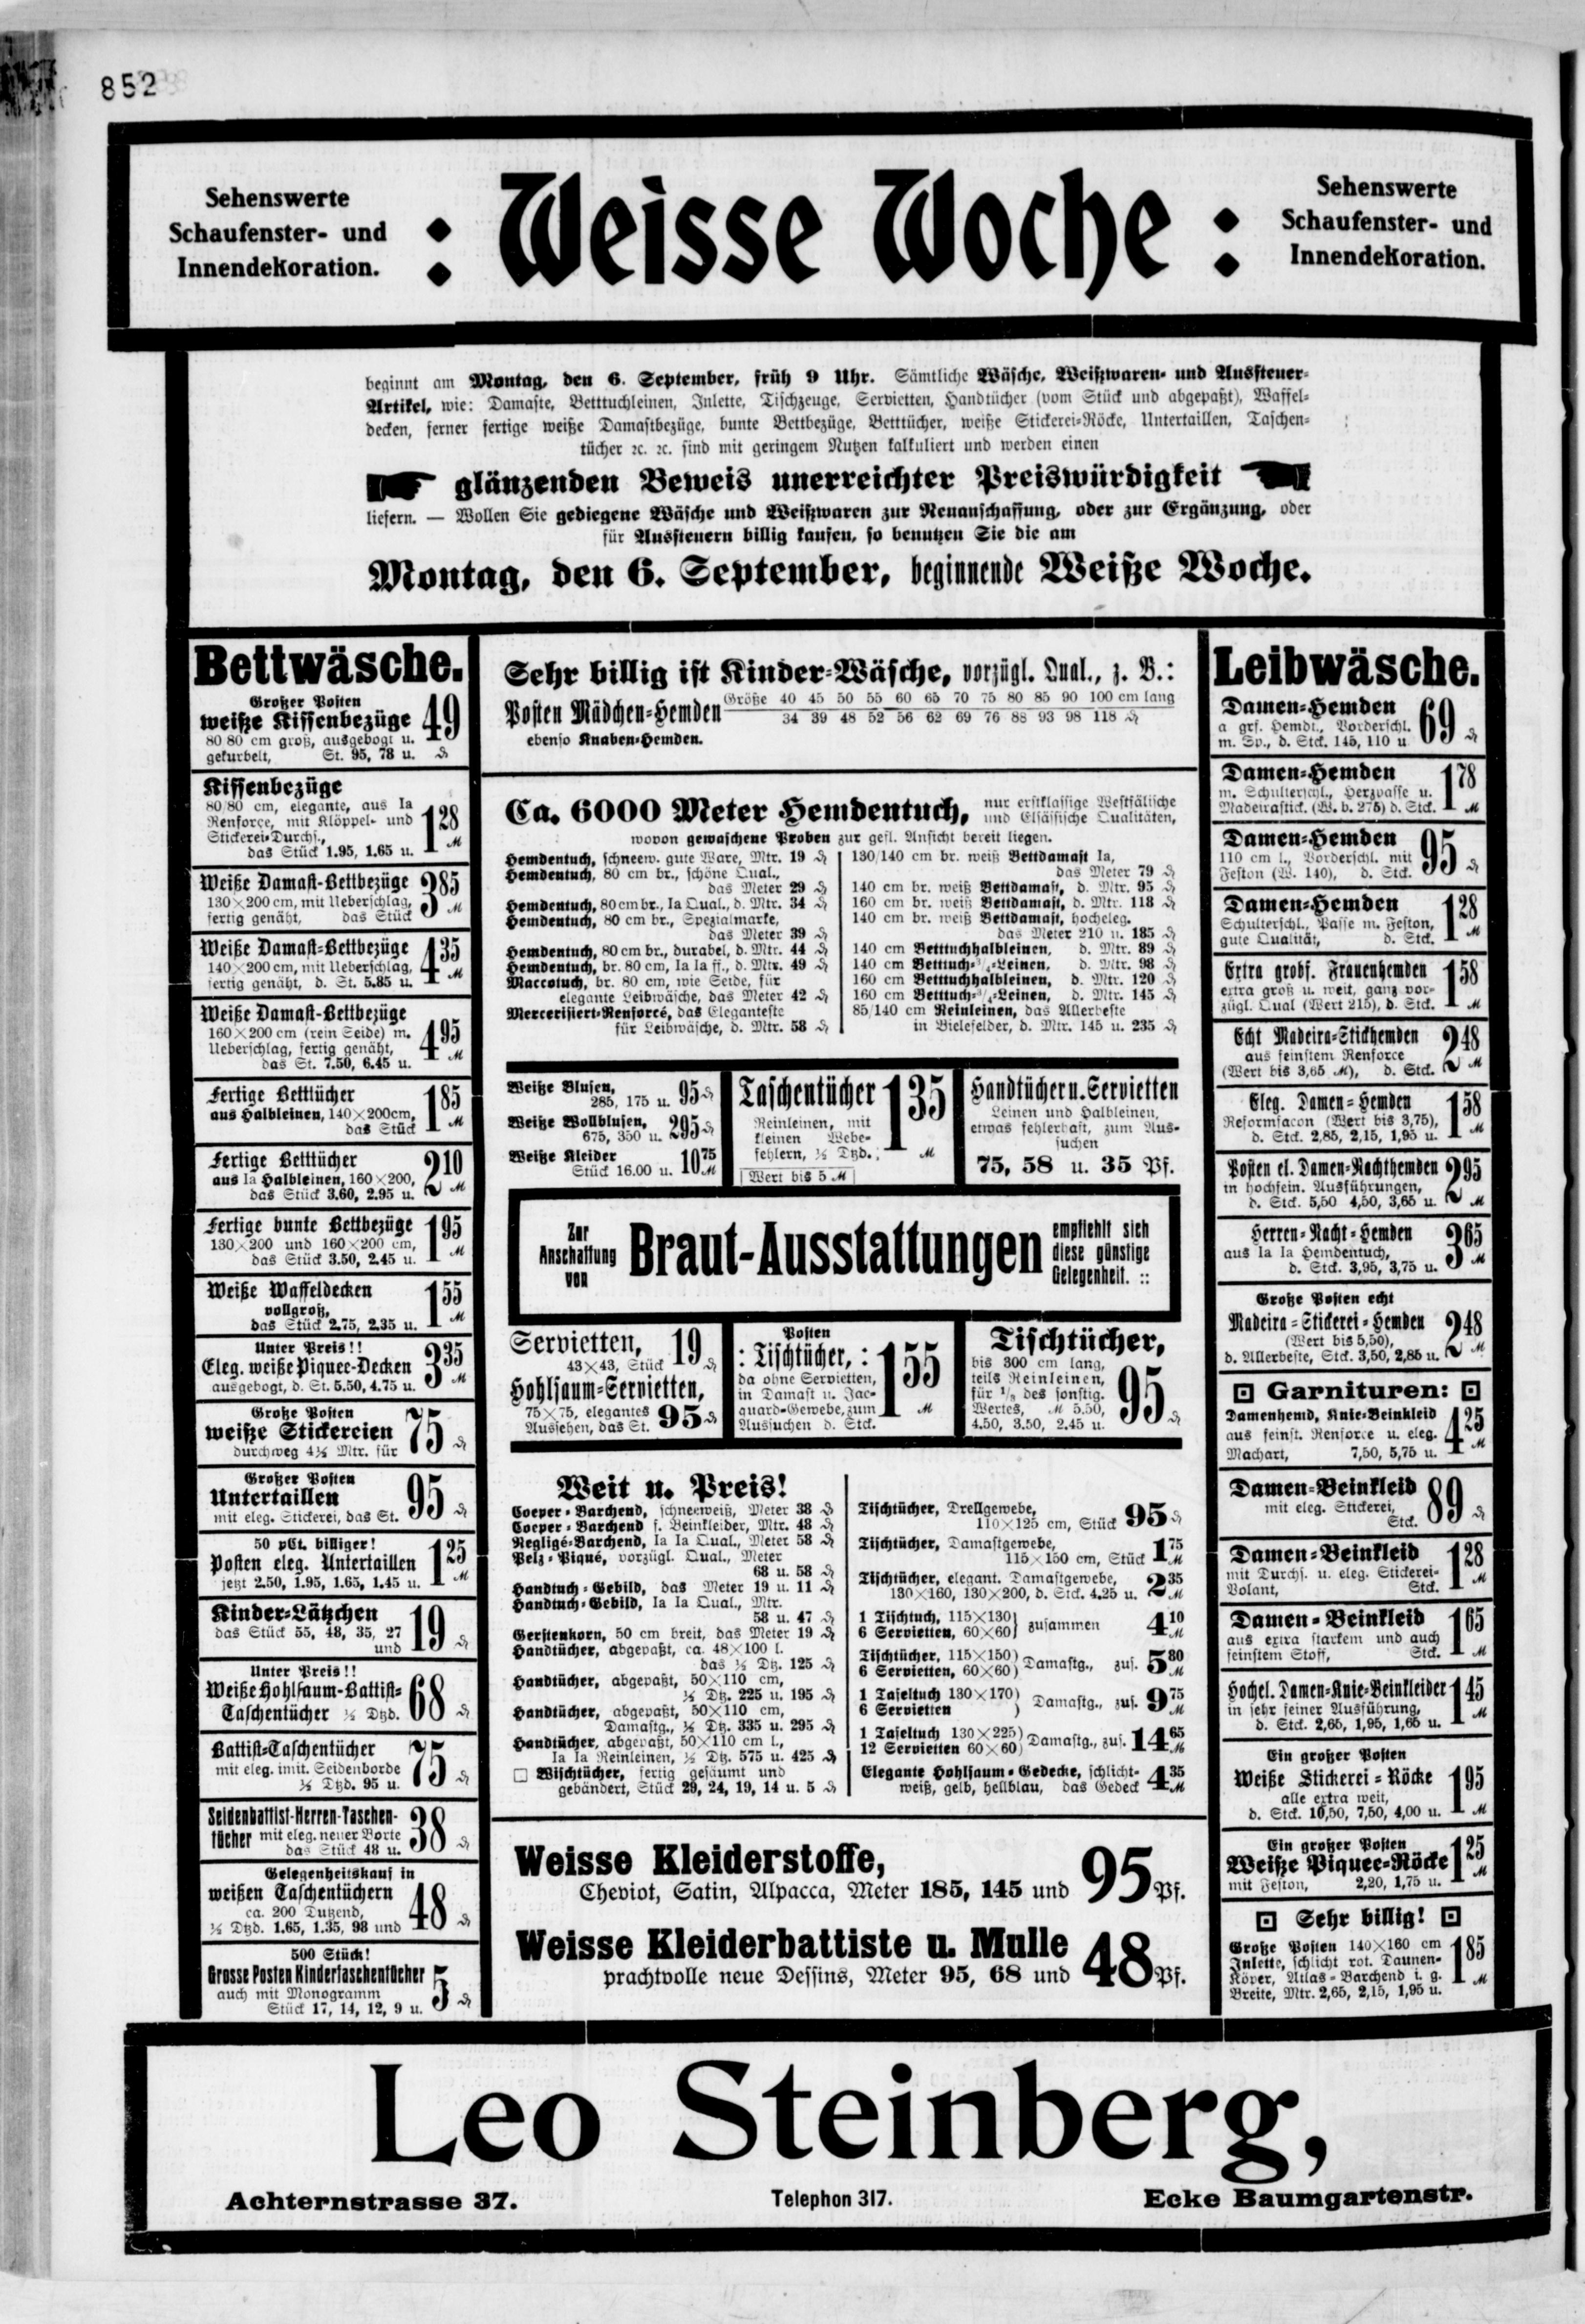 852
Sehenswerte
Schaufenster- und
Innendekoration.
: Weisse Woche :
Sehenswerte
Schaufenster- und
Innendekoration.
beginnt am Montag, den 6. September, früh 9 Uhr. Sämtliche Wäsche, Weißwaren- und Aussteuer-
Artikel, wie: Damaste, Betttuchleinen, Inlette, Tischzeuge, Servietten, Handtücher (vom Stück und abgepaßt), Waffel-
decken, ferner fertige weiße Damastbezüge, bunte Bettbezüge, Betttücher, weiße Stickerei-Röcke, Untertaillen, Taschen-
tücher ꝛc. ꝛc. sind mit geringem Nutzen kalkuliert und werden einen
glänzenden Beweis unerreichter Preiswürdigkeit
liefern. — Wollen Sie gediegene Wäsche und Weißwaren zur Neuanschaffung, oder zur Ergänzung, oder
für Aussteuern billig kaufen, so benutzen Sie die am
Montag, den 6. September, beginnende Weiße Woche.
Bettwäsche.
Großer Posten
weiße Kissenbezüge 49
80 80 cm groß, ausgebogt u.
gekurbelt, St. 95, 78 u. ₰
Kissenbezüge
80/80 cm, elegante, aus Ia
Renforce, mit Klöppel- und 1 28
Stickerei-Durchs.,
das Stück 1.95, 1.65 u. M
Weiße Damast-Bettbezüge 3 85
130×200 cm, mit Ueberschlag,
fertig genäht, das Stück M
Weiße Damast-Bettbezüge 4 35
140×200 cm, mit Ueberschlag,
fertig genäht, d. St. 5.85 u. M
Weiße Damast-Bettbezüge
160×200 cm (rein Seide) m. 4 95
Ueberschlag, fertig genäht,
das St. 7.50, 6.45 u. M
Fertige Betttücher 1 85
aus Halbleinen, 140×200cm,
das Stück M
Fertige Betttücher 2 10
aus Ia Halbleinen, 160×200,
das Stück 3.60, 2.95 u. M
Fertige bunte Bettbezüge 1 95
130×200 und 160×200 cm,
das Stück 3.50, 2.45 u. M
Weiße Waffeldecken 1 55
vollgroß,
das Stück 2.75, 2.35 u. M
Unter Preis!!
Eleg. weiße Piquee-Decken 3 35
ausgebogt, d. St. 5.50, 4.75 u. M
Große Posten
weiße Stickereien 75
durchweg 4½ Mtr. für ₰
Großer Posten
Untertaillen 95
mit eleg. Stickerei, das St. ₰
50 pCt. billiger!
Posten eleg. Untertaillen 1 25
jetzt 2.50, 1.95, 1.65, 1.45 u. M
Kinder-Lätzchen
das Stück 55, 48, 35, 27 19
und ₰
Unter Preis!!
Weiße Hohlsaum-Battist- 68
Taschentücher ½ Dtzd. ₰
Battist-Taschentücher
mit eleg. imit. Seidenborde 75
½ Dtzd. 95 u. ₰
Seidenbattist-Herren-Taschen-
tücher mit eleg. neuer Borte 38
das Stück 48 u. ₰
Gelegenheitskauf in
weißen Taschentüchern 48
ca. 200 Dutzend,
½ Dtzd. 1.65, 1.35, 98 und ₰
500 Stück!
Grosse Posten Kindertaschentücher 5
auch mit Monogramm
Stück 17, 14, 12, 9 u. ₰
Sehr billig ist Kinder-Wäsche, vorzügl. Qual., z. B.:
Posten Mädchen-Hemden Größe 40 45 50 55 60 65 70 75 80 85 90 100 cm lang
34 39 48 52 56 62 69 76 88 93 98 118 ₰
ebenso Knaben-Hemden.
Ca. 6000 Meter Hemdentuch, nur erstklassige Westfälische
und Elsässische Qualitäten,
wovon gewaschene Proben zur gefl. Ansicht bereit liegen.
Hemdentuch, schneew. gute Ware, Mtr. 19 ₰
Hemdentuch, 80 cm br., schöne Qual.,
das Meter 29 ₰
Hemdentuch, 80 cm br., Ia Qual., d. Mtr. 34 ₰
Hemdentuch, 80 cm br., Spezialmarke,
das Meter 39 ₰
Hemdentuch, 80 cm br., durabel, d. Mtr. 44 ₰
Hemdentuch, br. 80 cm, Ia Ia ff., d. Mtr. 49 ₰
Maccotuch, br. 80 cm, wie Seide, für
elegante Leibwäsche, das Meter 42 ₰
Mercerisiert-Renforcé, das Eleganteste
für Leibwäsche, d. Mtr. 58 ₰
130/140 cm br. weiß Bettdamast Ia,
das Meter 79 ₰
140 cm br. weiß Bettdamast, d. Mtr. 95 ₰
160 cm br. weiß Bettdamast, d. Mtr. 118 ₰
140 cm br. weiß Bettdamast, hocheleg.
das Meter 210 u. 185 ₰
140 cm Betttuchhalbleinen, d. Mtr. 89 ₰
140 cm Betttuch-¾-Leinen, d. Mtr. 98 ₰
160 cm Betttuchhalbleinen, d. Mtr. 120 ₰
160 cm Betttuch-¾-Leinen, d. Mtr. 145 ₰
85/140 cm Reinleinen, das Allerbeste
in Bielefelder, d. Mtr. 145 u. 235 ₰
Weiße Blusen,
285, 175 u. 95 ₰
Weiße Wollblusen,
675, 350 u. 295 ₰
Weiße Kleider
Stück 16.00 u. 10 75 M
Taschentücher 1 35
Reinleinen, mit
kleinen Webe-
fehlern, ½ Dtzd., M
Wert bis 5 M
Handtücher u. Servietten
Leinen und Halbleinen,
etwas fehlerhaft, zum Aus-
suchen
75, 58 u. 35 Pf.
Zur
Anschaffung
von
Braut-Ausstattungen
empfiehlt sich
diese günstige
Gelegenheit. ::
Servietten, 19
43×43, Stück ₰
Hohlsaum-Servietten,
75×75, elegantes 95 ₰
Aussehen, das St.
Posten
: Tischtücher, : 1 55
da ohne Servietten,
in Damast u. Jac-
quard-Gewebe, zum M
Aussuchen d. Stck.
Tischtücher,
bis 300 cm lang,
teils Reinleinen, 95
für ⅓ des sonstig.
Wertes, M 5.50,
4.50, 3.50, 2.45 u. ₰
Weit u. Preis!
Coeper-Barchend, schneeweiß, Meter 38 ₰
Coeper-Barchend f. Beinkleider, Mtr. 48 ₰
Negligé-Barchend, Ia Ia Qual., Meter 58 ₰
Pelz-Piqué, vorzügl. Qual., Meter
68 u. 58 ₰
Handtuch-Gebild, das Meter 19 u. 11 ₰
Handtuch-Gebild, Ia Ia Qual., Mtr.
58 u. 47 ₰
Gerstenkorn, 50 cm breit, das Meter 19 ₰
Handtücher, abgepaßt, ca. 48×100 l.
das ½ Dtz. 125 ₰
Handtücher, abgepaßt, 50×110 cm,
½ Dtz. 225 u. 195 ₰
Handtücher, abgepaßt, 50×110 cm,
Damastg., ½ Dtz. 335 u. 295 ₰
Handtücher, abgepaßt, 50×110 cm l.,
Ia Ia Reinleinen, ½ Dtz. 575 u. 425 ₰
□ Wischtücher, fertig gesäumt und
gebändert, Stück 29, 24, 19, 14 u. 5 ₰
Tischtücher, Drellgewebe,
110×125 cm, Stück 95 ₰
Tischtücher, Damastgewebe,
115×150 cm, Stück 1 75 M
Tischtücher, elegant. Damastgewebe,
130×160, 130×200, d. Stck. 4.25 u. 2 35 M
1 Tischtuch, 115×130
6 Servietten, 60×60 } zusammen 4 10 M
Tischtücher, 115×150
6 Servietten, 60×60 ) Damastg., zus. 5 80 M
1 Tafeltuch 130×170
6 Servietten ) Damastg., zus. 9 75 M
1 Tafeltuch 130×225
12 Servietten 60×60 ) Damastg., zus. 14 65 M
Elegante Hohlsaum-Gedecke, schlicht-
weiß, gelb, hellblau, das Gedeck 4 35 M
Weisse Kleiderstoffe,
Cheviot, Satin, Alpacca, Meter 185, 145 und 95 Pf.
Weisse Kleiderbattiste u. Mulle
prachtvolle neue Dessins, Meter 95, 68 und 48 Pf.
Leibwäsche.
Damen-Hemden 69
a grf. Hemdt., Vorderschl.
m. Sp., d. Stck. 145, 110 u. ₰
Damen-Hemden 1 78
m. Schulterschl., Herzpasse u.
Madeirastick. (W. b. 275) d. Stck. M
Damen-Hemden 95
110 cm l., Vorderschl. mit
Feston (W. 140), d. Stck. ₰
Damen-Hemden 1 28
Schulterschl., Passe m. Feston,
gute Qualität, d. Stck. M
Extra grobf. Frauenhemden 1 58
extra groß u. weit, ganz vor-
zügl. Qual (Wert 215), d. Stck. M
Echt Madeira-Stickhemden 2 48
aus feinstem Renforce
(Wert bis 3,65 M), d. Stck. M
Eleg. Damen-Hemden 1 58
Reformfacon (Wert bis 3,75),
d. Stck. 2,85, 2,15, 1,95 u. M
Posten el. Damen-Nachthemden 2 95
in hochfein. Ausführungen,
d. Stck. 5,50 4,50, 3,65 u. M
Herren-Nacht-Hemden 3 65
aus Ia Ia Hemdentuch,
d. Stck. 3,95, 3,75 u. M
Große Posten echt
Madeira-Stickerei-Hemden 2 48
(Wert bis 5,50),
d. Allerbeste, Stck. 3,50, 2,85 u. M
Garnituren:
Damenhemd, Knie-Beinkleid 4 25
aus feinst. Renforce u. eleg.
Machart, 7,50, 5,75 u. M
Damen-Beinkleid 89
mit eleg. Stickerei,
Stck. ₰
Damen-Beinkleid 1 28
mit Durchs. u. eleg. Stickerei-
Volant, Stck. M
Damen-Beinkleid 1 65
aus extra starkem und auch
feinstem Stoff, Stck. M
Hochel. Damen-Knie-Beinkleider 1 45
in sehr feiner Ausführung,
d. Stck. 2,65, 1,95, 1,65 u. M
Ein großer Posten
Weiße Stickerei-Röcke 1 95
alle extra weit,
d. Stck. 10,50, 7,50, 4,00 u. M
Ein großer Posten
Weiße Piquee-Röcke 1 25
mit Feston, 2,20, 1,75 u. M
Sehr billig!
Große Posten 140×160 cm 1 85
Inlette, schlicht rot. Daunen-
Köper, Atlas-Barchend i. g. M
Breite, Mtr. 2,65, 2,15, 1,95 u.
Leo Steinberg,
Achternstrasse 37. Telephon 317. Ecke Baumgartenstr.